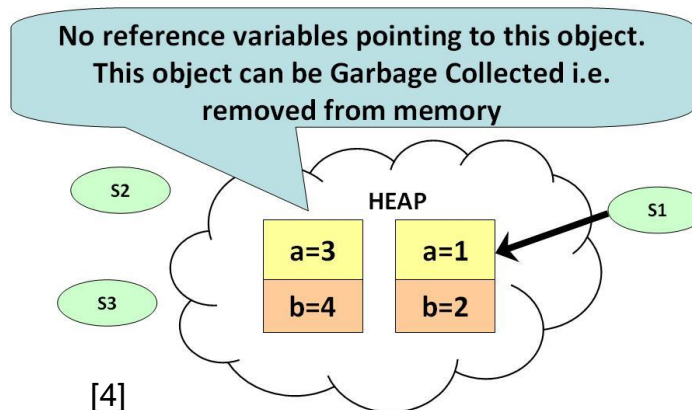 No reference variables pointing to this object.
This object can be Garbage Collected i.e.
removed from memory
S2
HEAP
S1
a=3
a=1
S3
b=4
b=2
[4]